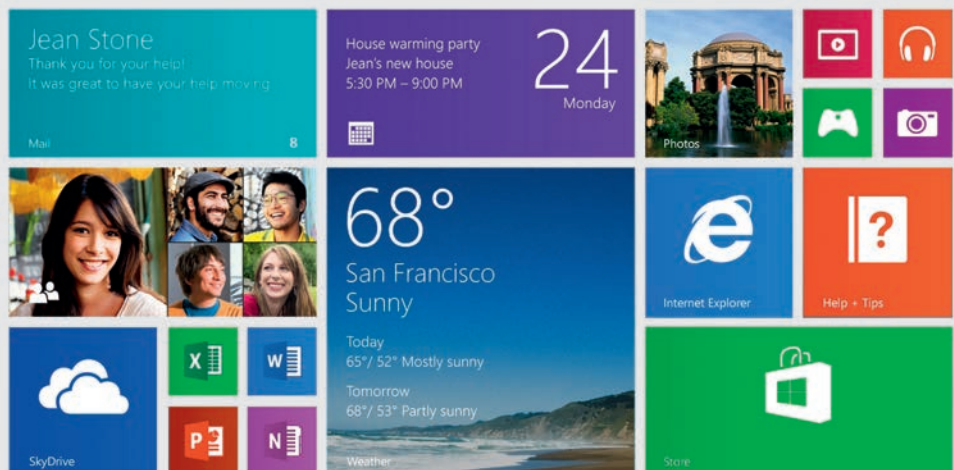 Jean Stone
Thank you for your help!
It was great to have your help moving
Mail
8
House warming party
Jean's new house
5:30 PM – 9:00 PM
24
Monday
Photos
68°
San Francisco
Sunny
Today
65°/ 52° Mostly sunny
Tomorrow
68°/ 53° Partly sunny
Weather
Internet Explorer
?
Help + Tips
SkyDrive
X
W
P
N
Store